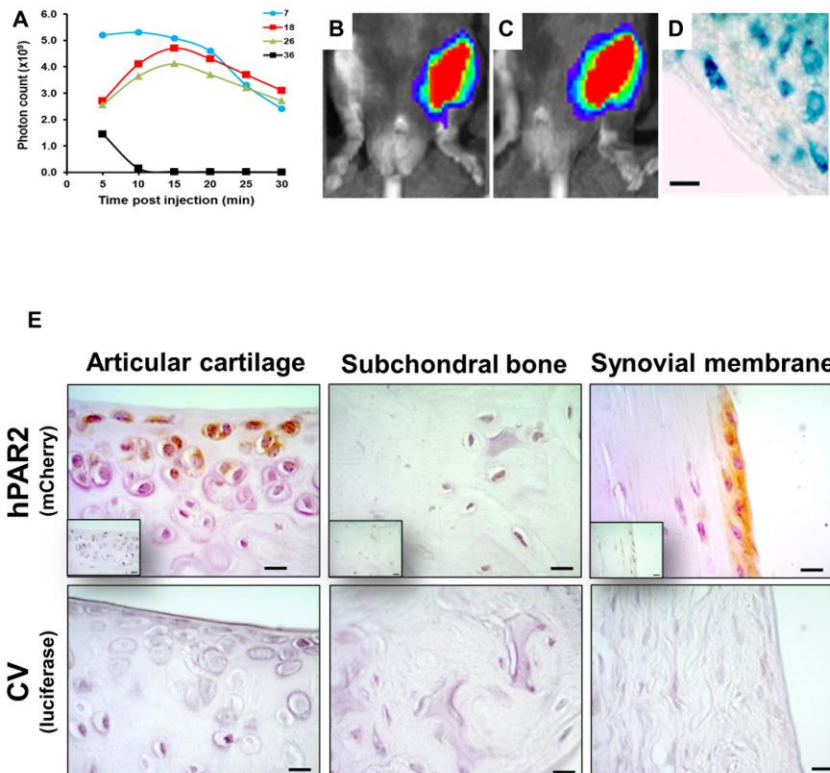 A
Photon count (x10⁹)
6.0
5.0
4.0
3.0
2.0
1.0
0.0
0
5
10
15
20
25
30
Time post injection (min)
7
18
26
36
B
C
D
E
Articular cartilage
Subchondral bone
Synovial membrane
hPAR2
(mCherry)
CV
(luciferase)